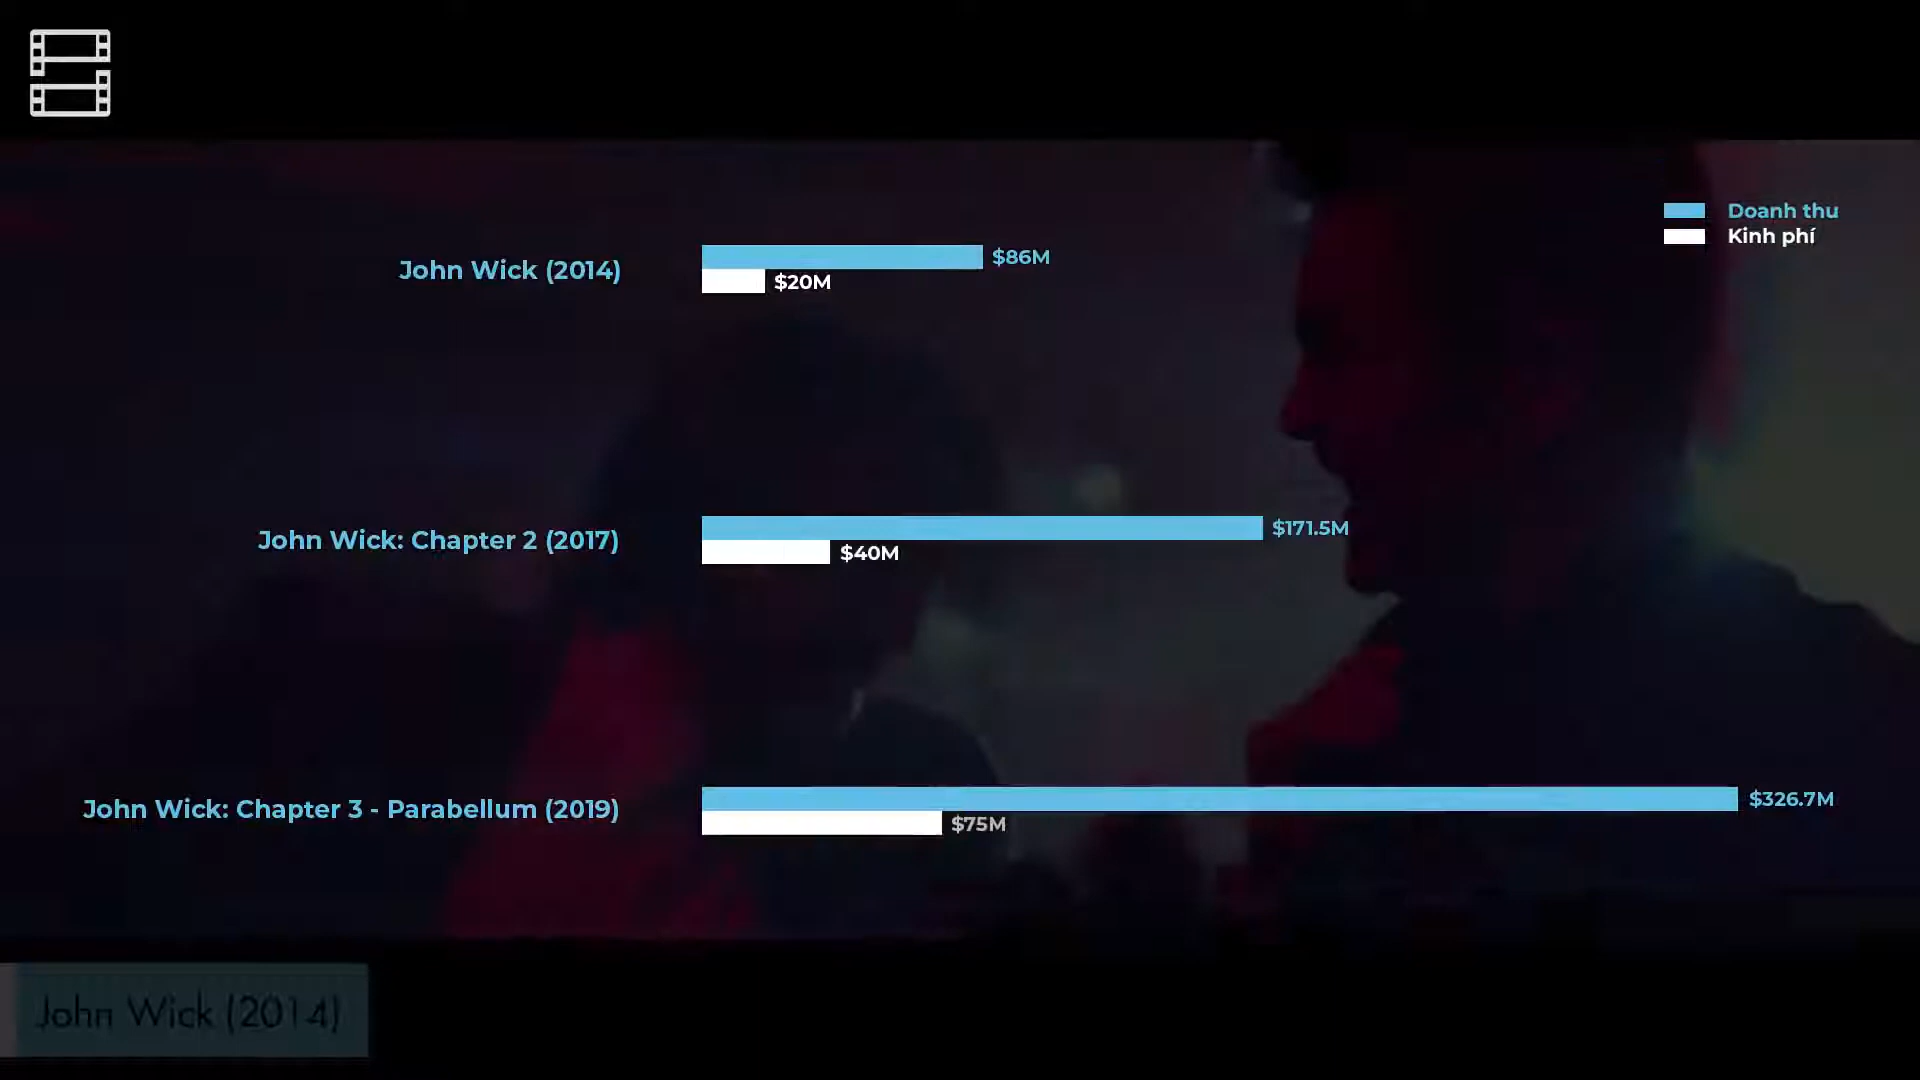 Doanh thu
Kinh phí
John Wick (2014)
$86M
$20M
John Wick: Chapter 2 (2017)
$171.5M
$40M
John Wick: Chapter 3 - Parabellum (2019)
$326.7M
$75M
John Wick (2014)